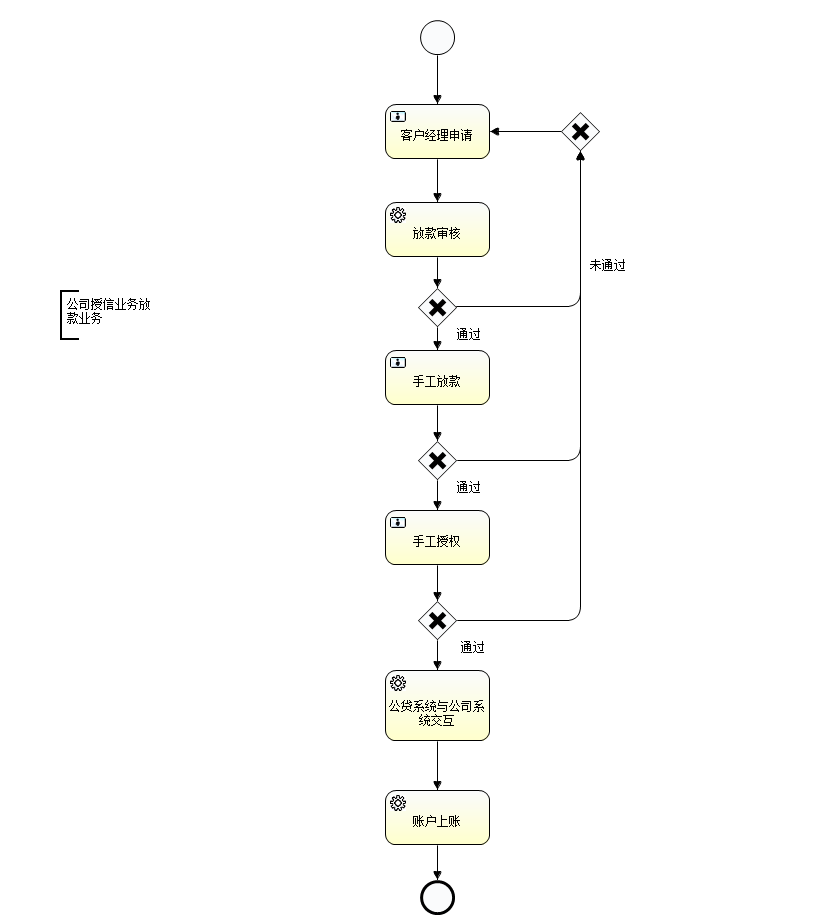 客户经理申请
放款审核
未通过
公司授信业务放
款业务
通过
手工放款
通过
手工授权
通过
公贷系统与公司系
统交互
账户上账